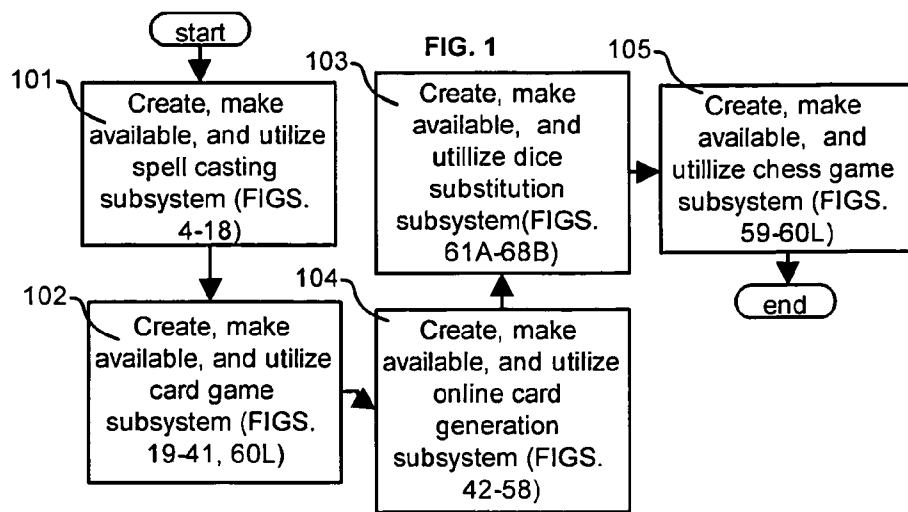 start
FIG. 1
101
Create, make
available, and utilize
spell casting
subsystem (FIGS.
4-18)
102
Create, make
available, and utilize
card game
subsystem (FIGS.
19-41, 60L)
104
Create, make
available, and utilize
online card
generation
subsystem (FIGS.
42-58)
103
Create, make
available, and
utillize dice
substitution
subsystem(FIGS.
61A-68B)
105
Create, make
available, and
utillize chess game
subsystem (FIGS.
59-60L)
end